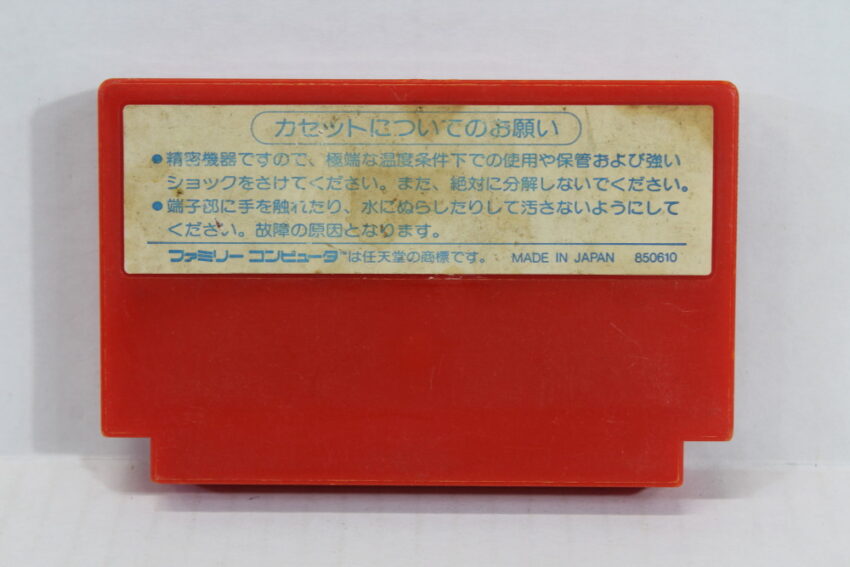 カセットについてのお願い
●精密機器ですので、極端な温度条件下での使用や保管および強い
ショックをさけてください。また、絶対に分解しないでください。
●端子部に手を触れたり、水にぬらしたりして汚さないようにして
ください。故障の原因となります。
ファミリーコンピュータ™は任天堂の商標です。 MADE IN JAPAN 850610